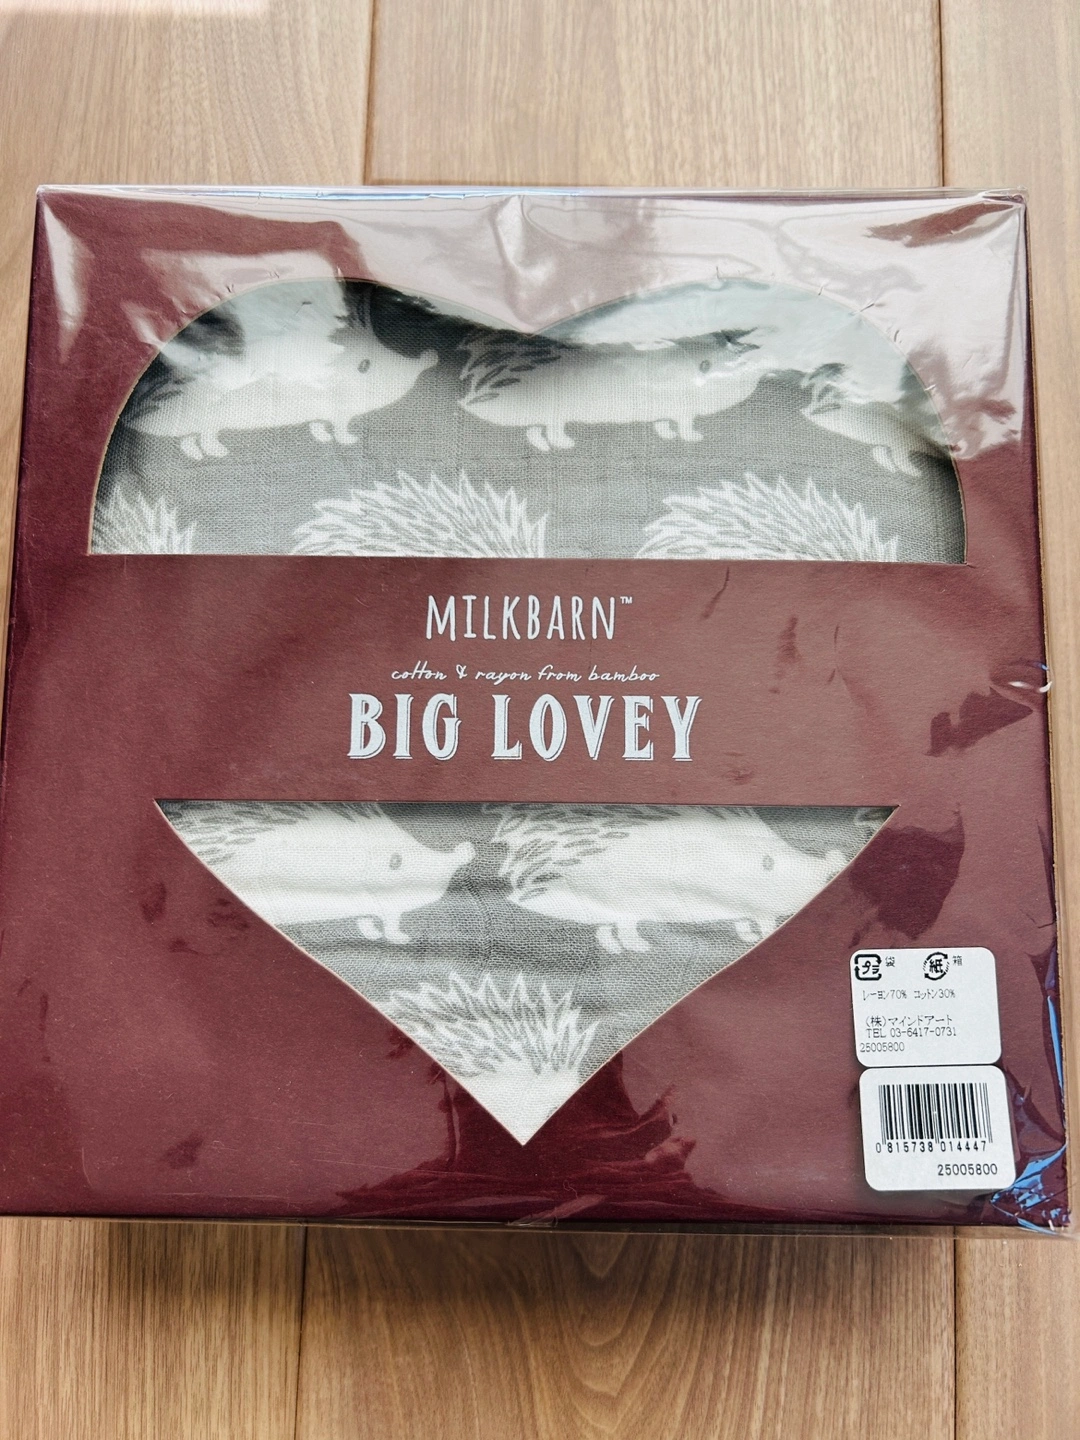 MILKBARN™
cotton & rayon from bamboo
BIG LOVEY
プラ 袋 紙 箱
レーヨン70% コットン30%
(株)マインドアート
TEL 03-6417-0731
25005800
0 815738 014447
25005800